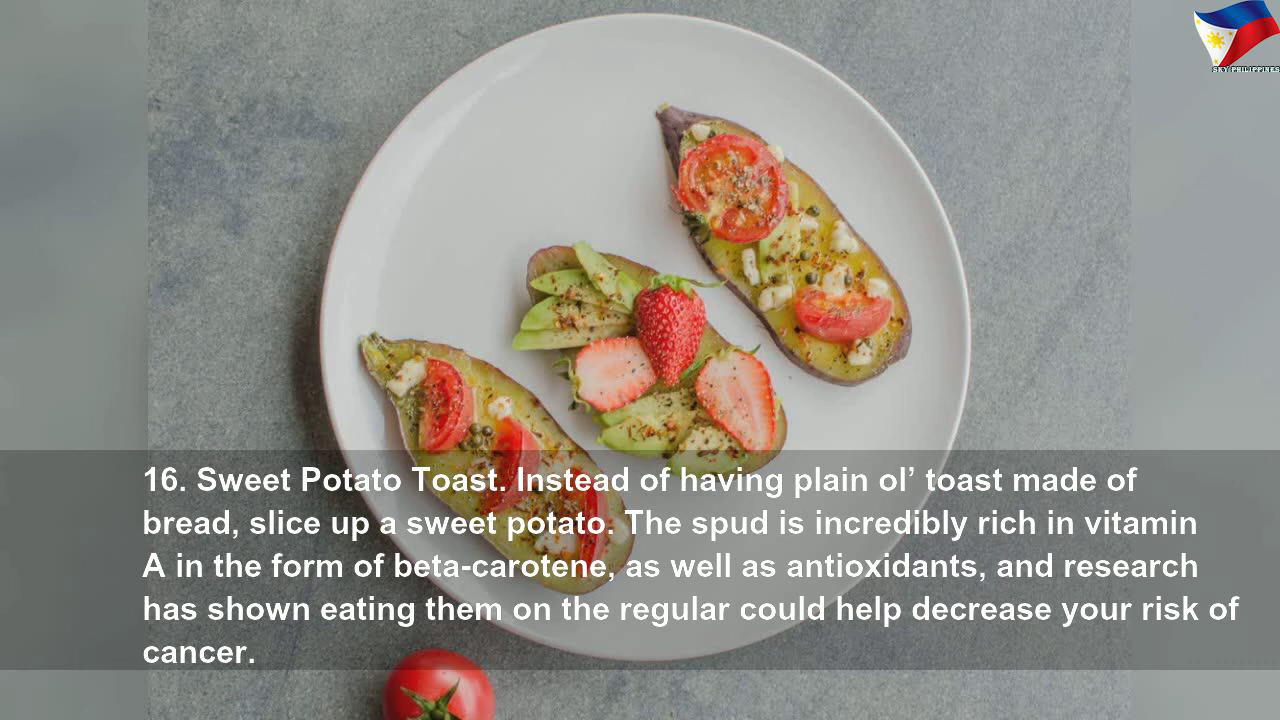 SKY PHILIPPINES
16. Sweet Potato Toast. Instead of having plain ol’ toast made of
bread, slice up a sweet potato. The spud is incredibly rich in vitamin
A in the form of beta-carotene, as well as antioxidants, and research
has shown eating them on the regular could help decrease your risk of
cancer.